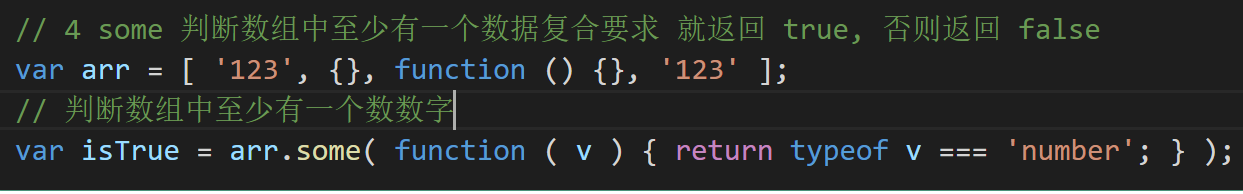 // 4 some 判断数组中至少有一个数据复合要求 就返回 true, 否则返回 false
var arr = [ '123', {}, function () {}, '123' ];
// 判断数组中至少有一个数数字
var isTrue = arr.some( function ( v ) { return typeof v === 'number'; } );